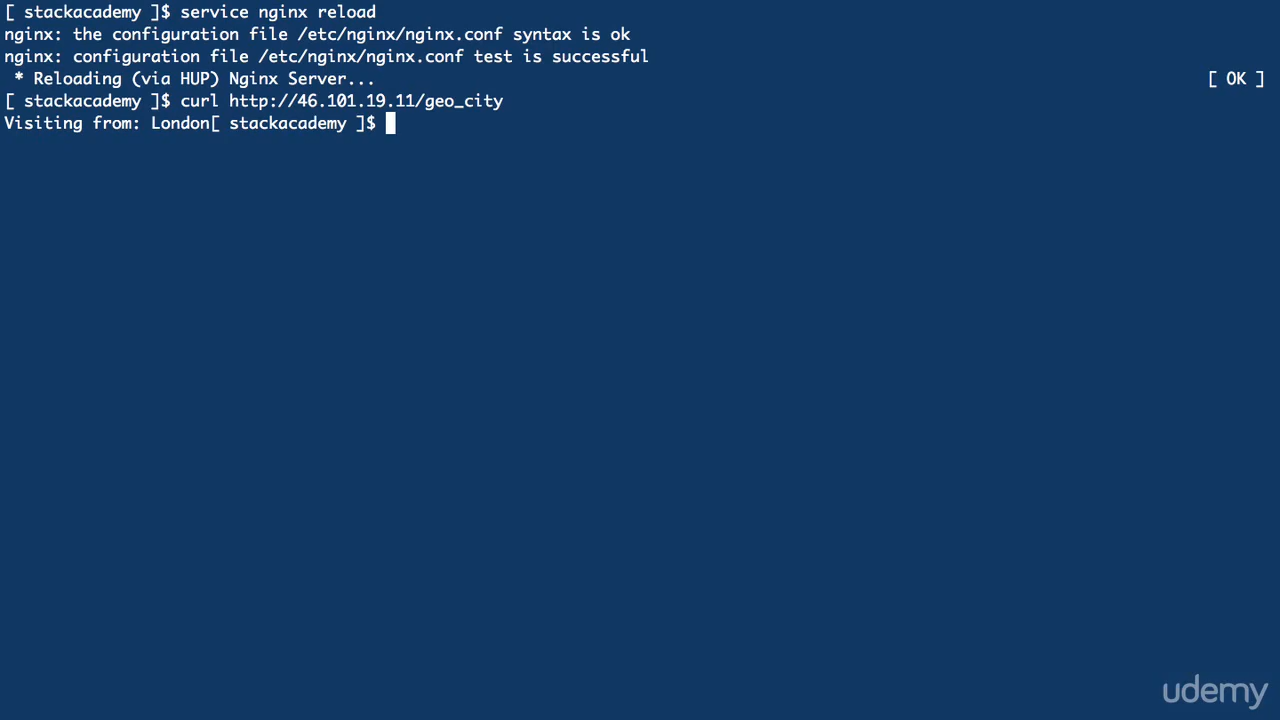 [ stackacademy ]$ service nginx reload
nginx: the configuration file /etc/nginx/nginx.conf syntax is ok
nginx: configuration file /etc/nginx/nginx.conf test is successful
 * Reloading (via HUP) Nginx Server... [ OK ]
[ stackacademy ]$ curl http://46.101.19.11/geo_city
Visiting from: London[ stackacademy ]$
udemy